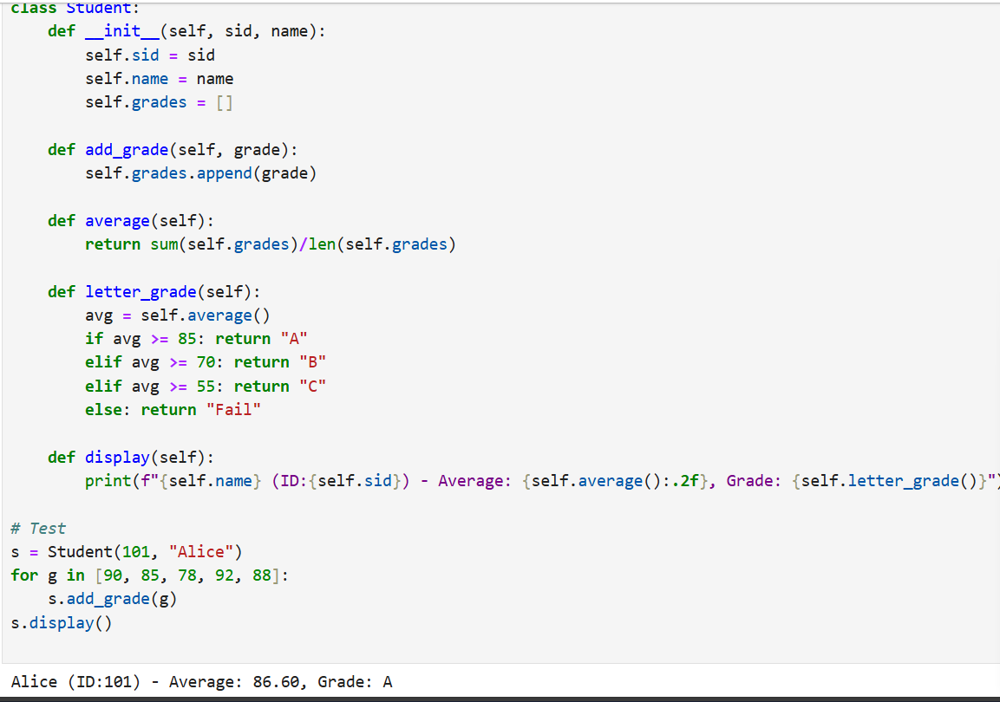 class Student:
    def __init__(self, sid, name):
        self.sid = sid
        self.name = name
        self.grades = []
    def add_grade(self, grade):
        self.grades.append(grade)
    def average(self):
        return sum(self.grades)/len(self.grades)
    def letter_grade(self):
        avg = self.average()
        if avg >= 85: return "A"
        elif avg >= 70: return "B"
        elif avg >= 55: return "C"
        else: return "Fail"
    def display(self):
        print(f"{self.name} (ID:{self.sid}) - Average: {self.average():.2f}, Grade: {self.letter_grade()}")
# Test
s = Student(101, "Alice")
for g in [90, 85, 78, 92, 88]:
    s.add_grade(g)
s.display()
Alice (ID:101) - Average: 86.60, Grade: A